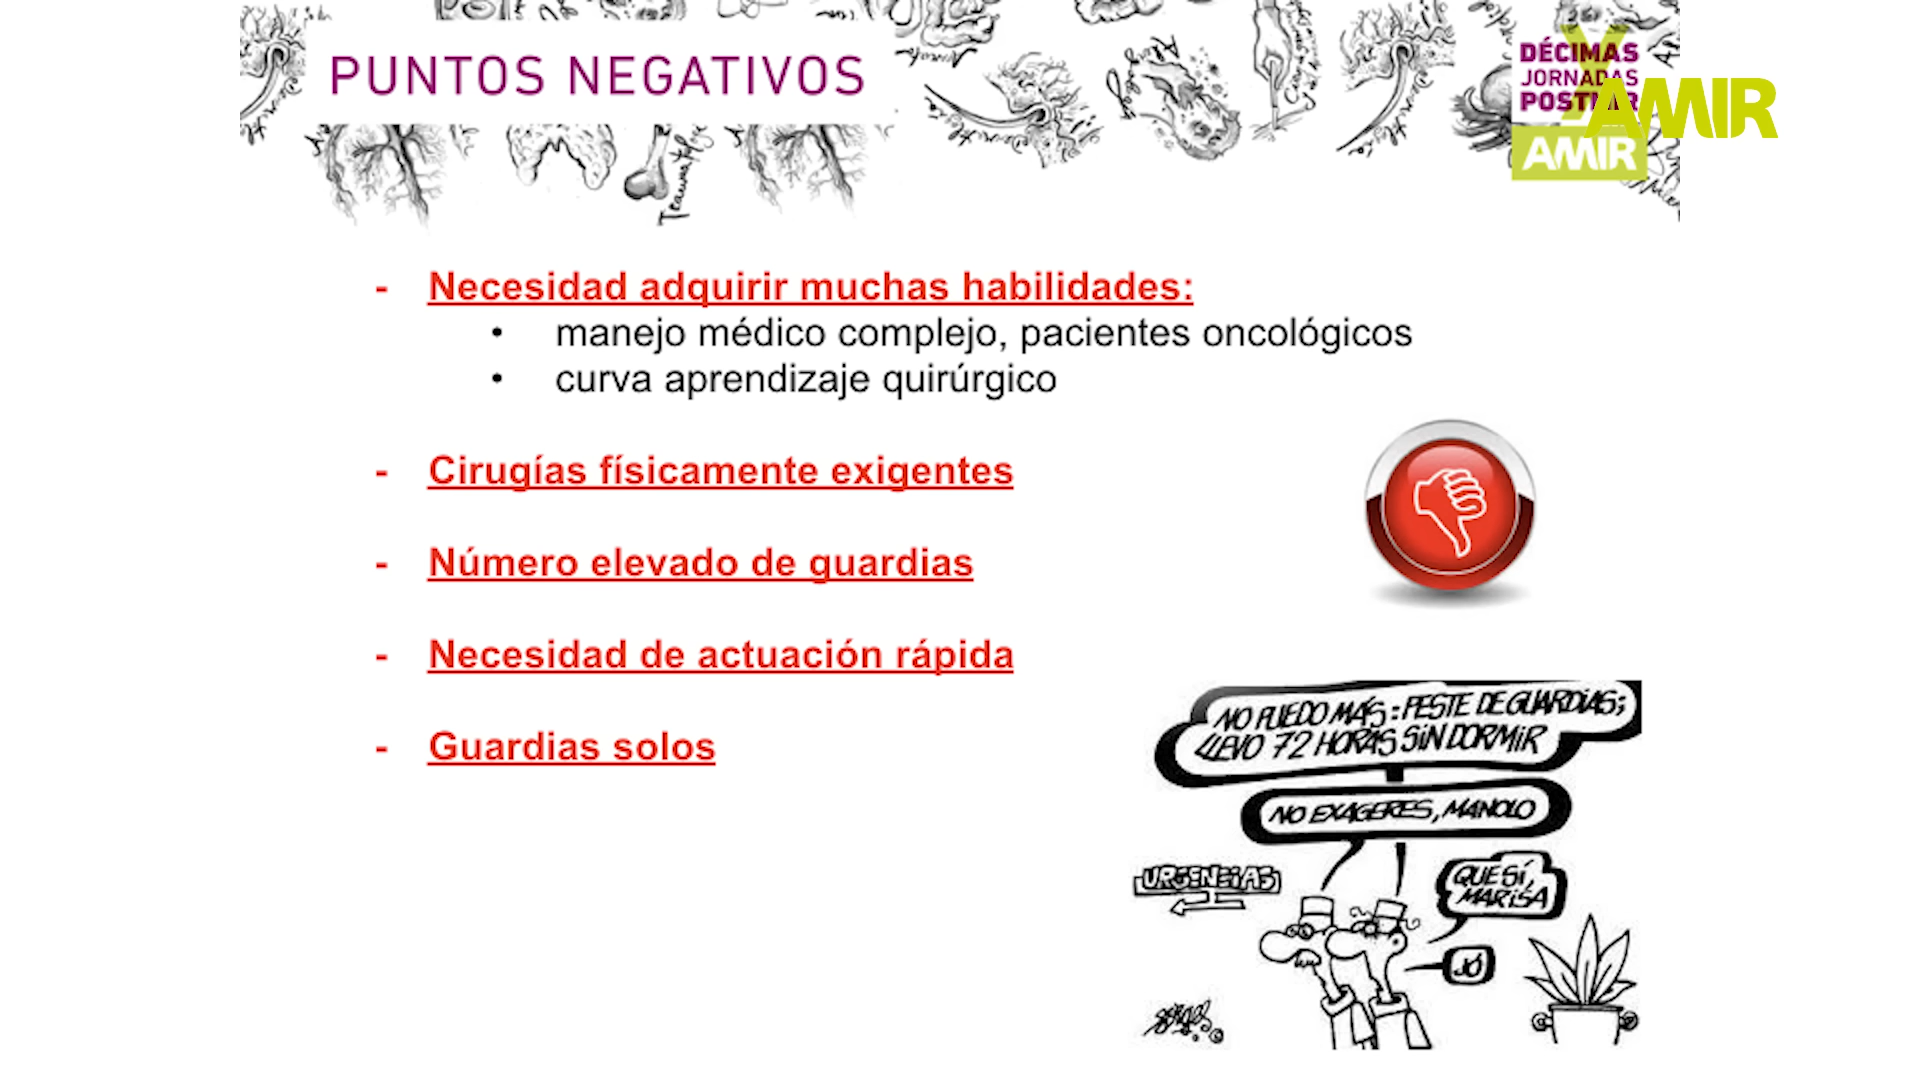 PUNTOS NEGATIVOS
DÉCIMAS
JORNADAS
AMIR
AMIR
- Necesidad adquirir muchas habilidades:
• manejo médico complejo, pacientes oncológicos
• curva aprendizaje quirúrgico
- Cirugías físicamente exigentes
- Número elevado de guardias
- Necesidad de actuación rápida
- Guardias solos
NO PUEDO MÁS: PESTE DE GUARDIAS;
LLEVO 72 HORAS SIN DORMIR
NO EXAGERES, MANOLO
URGENCIAS
QUE SÍ,
MARISA
JÓ